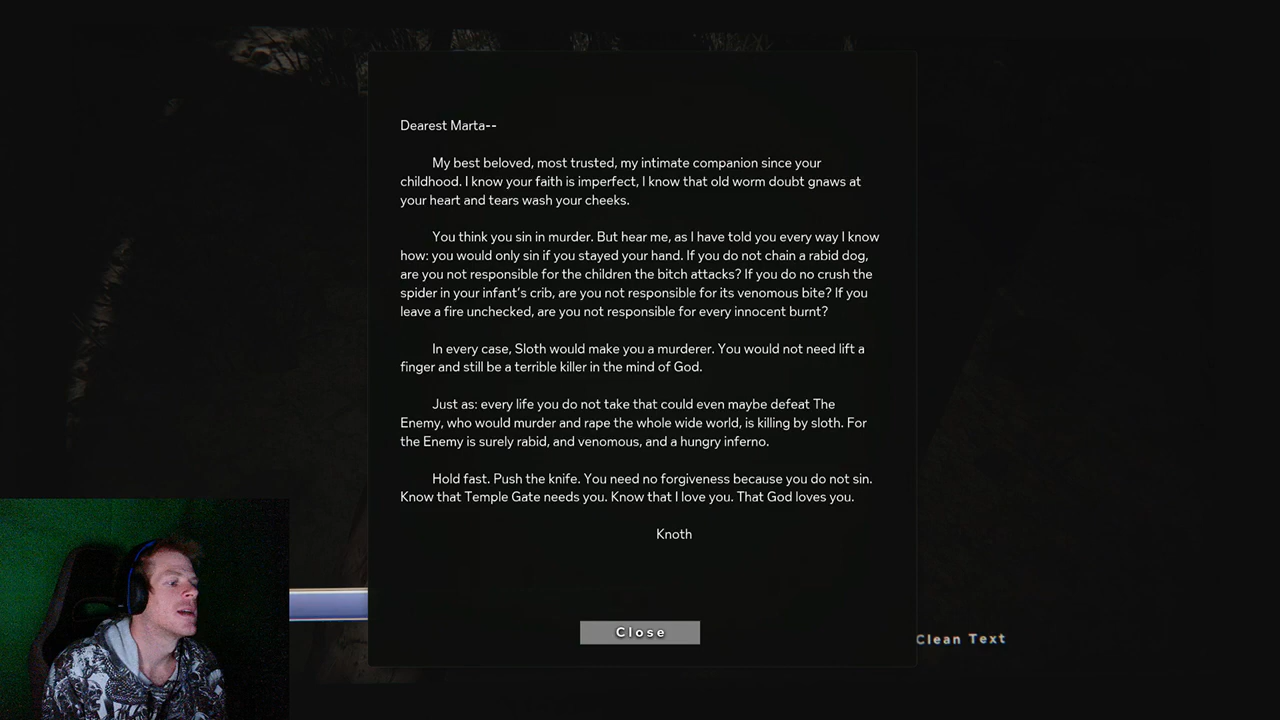 Dearest Marta--
My best beloved, most trusted, my intimate companion since your
childhood. I know your faith is imperfect, I know that old worm doubt gnaws at
your heart and tears wash your cheeks.
You think you sin in murder. But hear me, as I have told you every way I know
how: you would only sin if you stayed your hand. If you do not chain a rabid dog,
are you not responsible for the children the bitch attacks? If you do no crush the
spider in your infant's crib, are you not responsible for its venomous bite? If you
leave a fire unchecked, are you not responsible for every innocent burnt?
In every case, Sloth would make you a murderer. You would not need lift a
finger and still be a terrible killer in the mind of God.
Just as: every life you do not take that could even maybe defeat The
Enemy, who would murder and rape the whole wide world, is killing by sloth. For
the Enemy is surely rabid, and venomous, and a hungry inferno.
Hold fast. Push the knife. You need no forgiveness because you do not sin.
Know that Temple Gate needs you. Know that I love you. That God loves you.
Knoth
Close
Clean Text